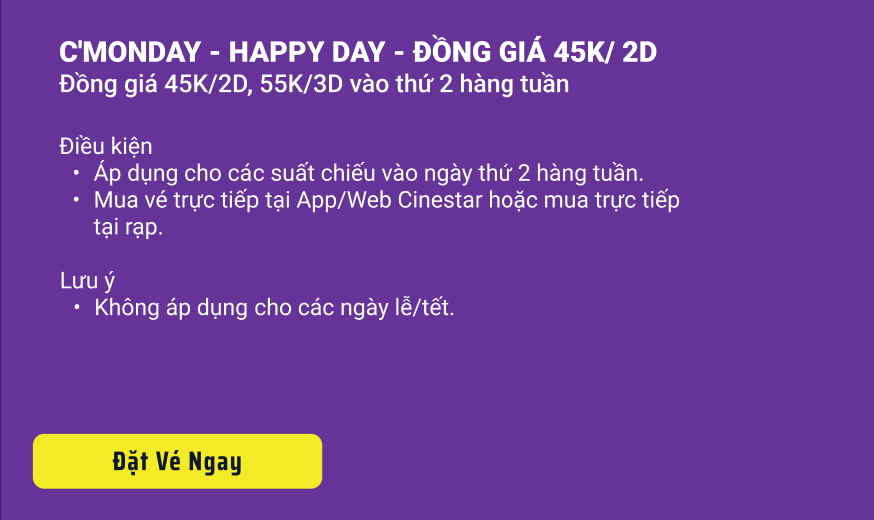 C'MONDAY - HAPPY DAY - ĐỒNG GIÁ 45K/ 2D
Đồng giá 45K/2D, 55K/3D vào thứ 2 hàng tuần
Điều kiện
• Áp dụng cho các suất chiếu vào ngày thứ 2 hàng tuần.
• Mua vé trực tiếp tại App/Web Cinestar hoặc mua trực tiếp
tại rạp.
Lưu ý
• Không áp dụng cho các ngày lễ/tết.
Đặt Vé Ngay